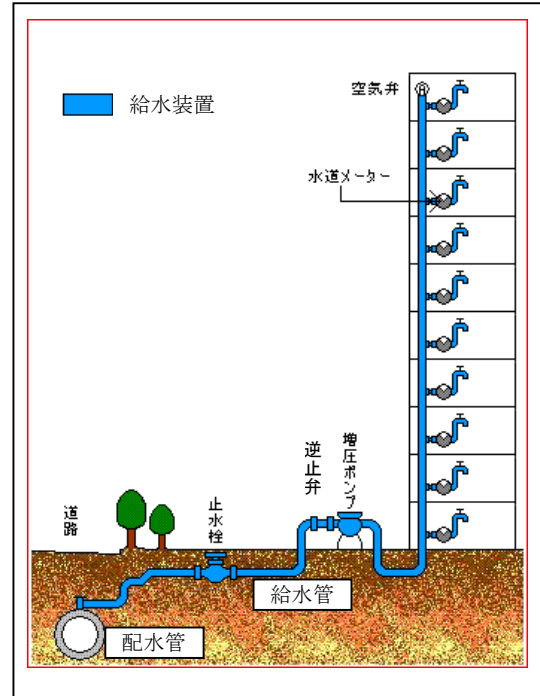 空気弁
給水装置
水道メーター
逆止弁
増圧ポンプ
止水栓
道路
給水管
配水管